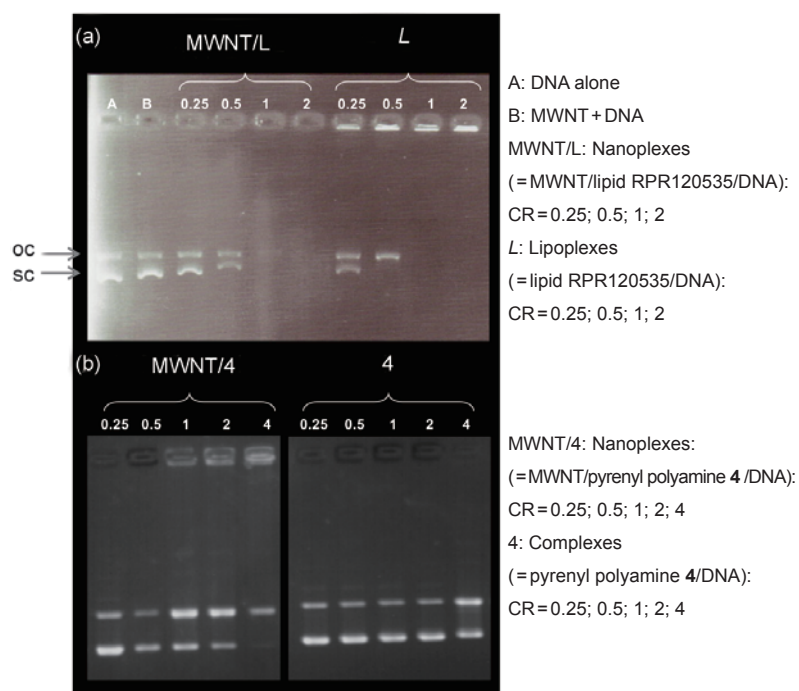 (a)
MWNT/L L
A B 0.25 0.5 1 2 0.25 0.5 1 2
OC
SC
(b)
MWNT/4 4
0.25 0.5 1 2 4 0.25 0.5 1 2 4
A: DNA alone
B: MWNT + DNA
MWNT/L: Nanoplexes
(=MWNT/lipid RPR120535/DNA):
CR=0.25; 0.5; 1; 2
L: Lipoplexes
(=lipid RPR120535/DNA):
CR=0.25; 0.5; 1; 2
MWNT/4: Nanoplexes:
(=MWNT/pyrenyl polyamine 4 /DNA):
CR=0.25; 0.5; 1; 2; 4
4: Complexes
(=pyrenyl polyamine 4/DNA):
CR=0.25; 0.5; 1; 2; 4